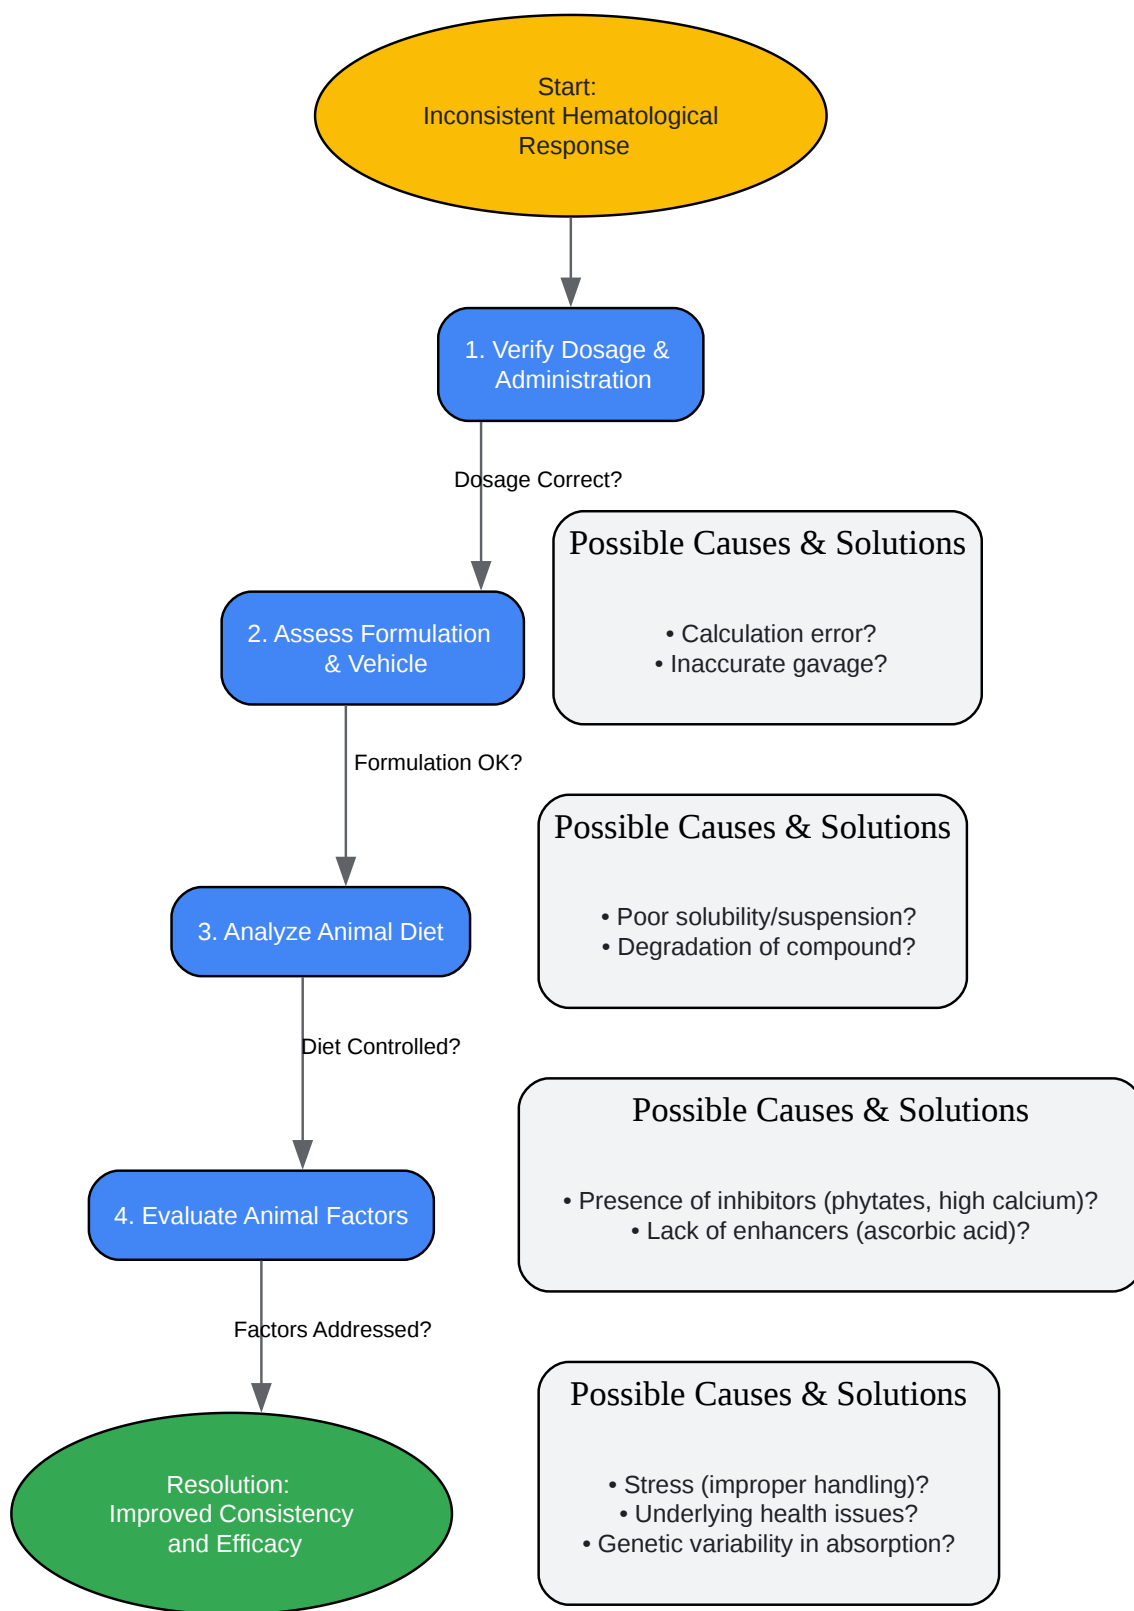 Start:
Inconsistent Hematological
Response
1. Verify Dosage &
Administration
Dosage Correct?
Possible Causes & Solutions
• Calculation error?
• Inaccurate gavage?
2. Assess Formulation
& Vehicle
Formulation OK?
Possible Causes & Solutions
• Poor solubility/suspension?
• Degradation of compound?
3. Analyze Animal Diet
Diet Controlled?
Possible Causes & Solutions
• Presence of inhibitors (phytates, high calcium)?
• Lack of enhancers (ascorbic acid)?
4. Evaluate Animal Factors
Factors Addressed?
Possible Causes & Solutions
• Stress (improper handling)?
• Underlying health issues?
• Genetic variability in absorption?
Resolution:
Improved Consistency
and Efficacy